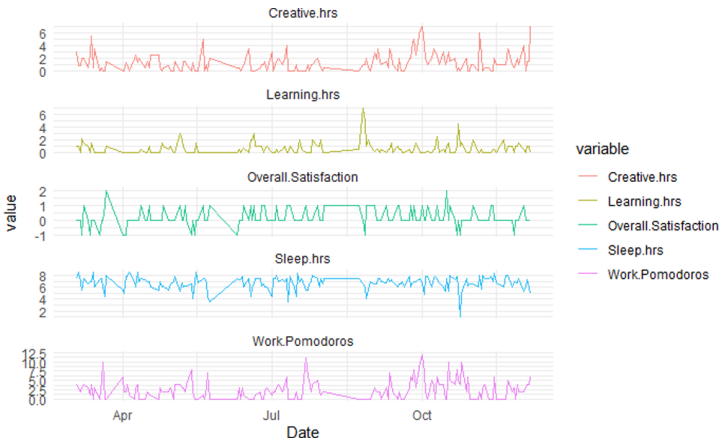 Creative.hrs
6
4
2
0
Learning.hrs
6
4
2
0
Overall.Satisfaction
2
1
0
-1
Sleep.hrs
8
6
4
2
Work.Pomodoros
12.5
10.0
7.5
5.0
2.5
0.0
Apr
Jul
Oct
Date
value
variable
Creative.hrs
Learning.hrs
Overall.Satisfaction
Sleep.hrs
Work.Pomodoros